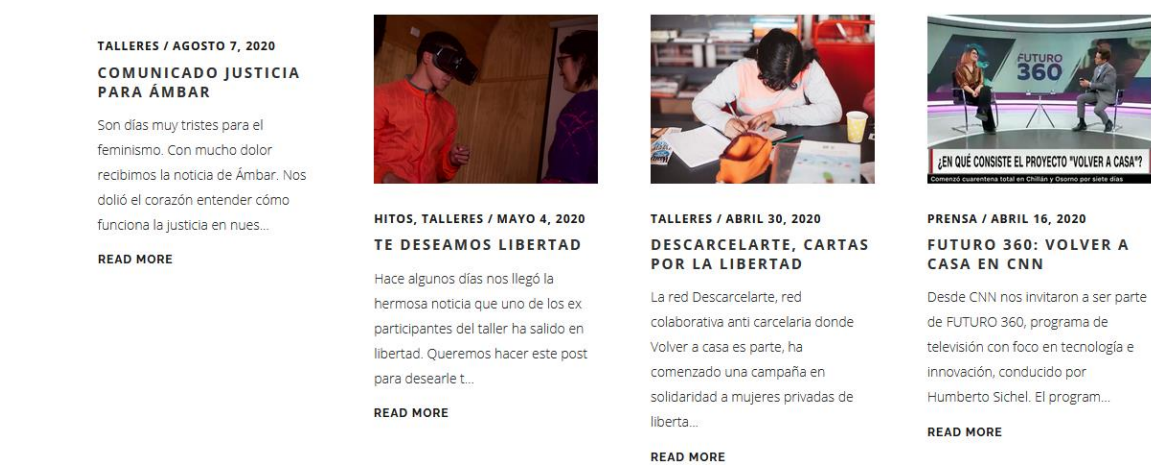 TALLERES / AGOSTO 7, 2020
COMUNICADO JUSTICIA
PARA ÁMBAR
Son días muy tristes para el
feminismo. Con mucho dolor
recibimos la noticia de Ámbar. Nos
dolió el corazón entender cómo
funciona la justicia en nues...
READ MORE
HITOS, TALLERES / MAYO 4, 2020
TE DESEAMOS LIBERTAD
Hace algunos días nos llegó la
hermosa noticia que uno de los ex
participantes del taller ha salido en
libertad. Queremos hacer este post
para desearle t...
READ MORE
TALLERES / ABRIL 30, 2020
DESCARCELARTE, CARTAS
POR LA LIBERTAD
La red Descarcelarte, red
colaborativa anti carcelaria donde
Volver a casa es parte, ha
comenzado una campaña en
solidaridad a mujeres privadas de
liberta...
READ MORE
FUTURO
360
¿EN QUÉ CONSISTE EL PROYECTO "VOLVER A CASA"?
Comenzó cuarentena total en Chillán y Osorno por siete días
PRENSA / ABRIL 16, 2020
FUTURO 360: VOLVER A
CASA EN CNN
Desde CNN nos invitaron a ser parte
de FUTURO 360, programa de
televisión con foco en tecnología e
innovación, conducido por
Humberto Sichel. El program...
READ MORE